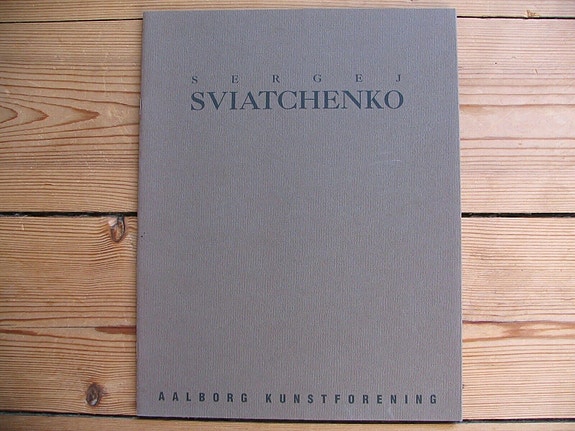 SERGEJ
SVIATCHENKO
AALBORG KUNSTFORENING